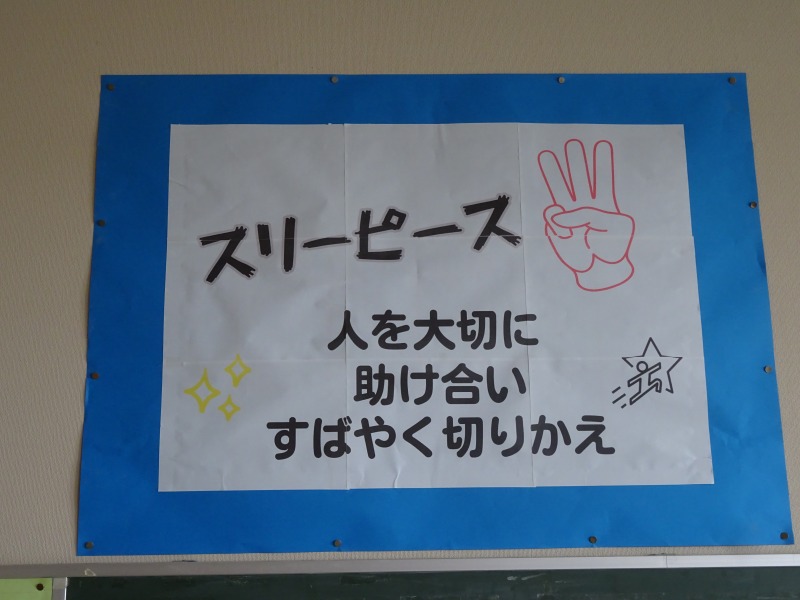 スリーピース
人を大切に
助け合い
すばやく切りかえ